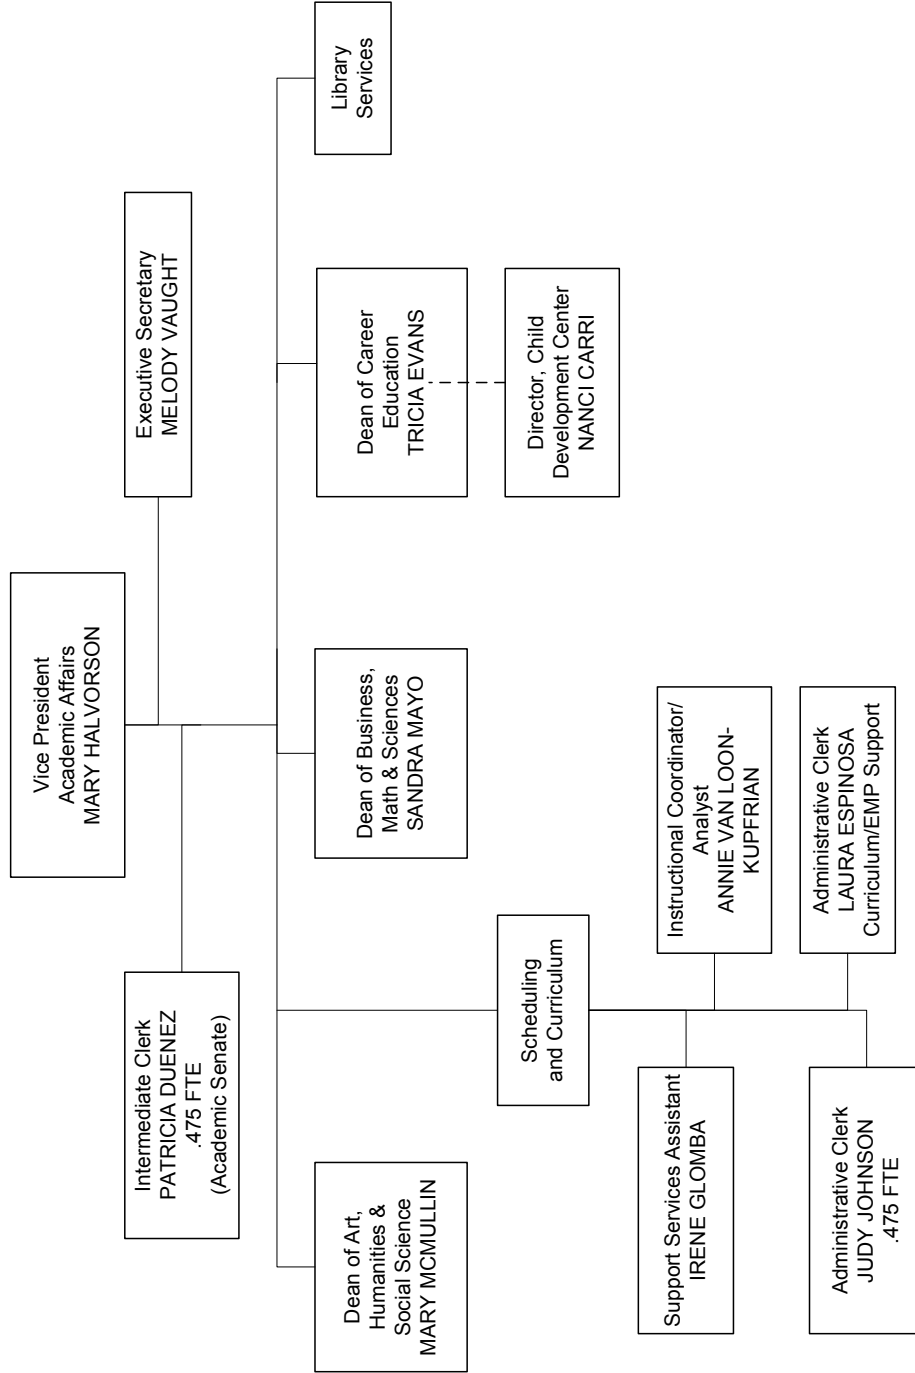 Vice President
Academic Affairs
MARY HALVORSON
Intermediate Clerk
PATRICIA DUENEZ
.475 FTE
(Academic Senate)
Executive Secretary
MELODY VAUGHT
Dean of Art,
Humanities &
Social Science
MARY MCMULLIN
Dean of Business,
Math & Sciences
SANDRA MAYO
Dean of Career
Education
TRICIA EVANS
Library
Services
Scheduling
and Curriculum
Director, Child
Development Center
NANCI CARRI
Support Services Assistant
IRENE GLOMBA
Instructional Coordinator/
Analyst
ANNIE VAN LOON-
KUPFRIAN
Administrative Clerk
JUDY JOHNSON
.475 FTE
Administrative Clerk
LAURA ESPINOSA
Curriculum/EMP Support